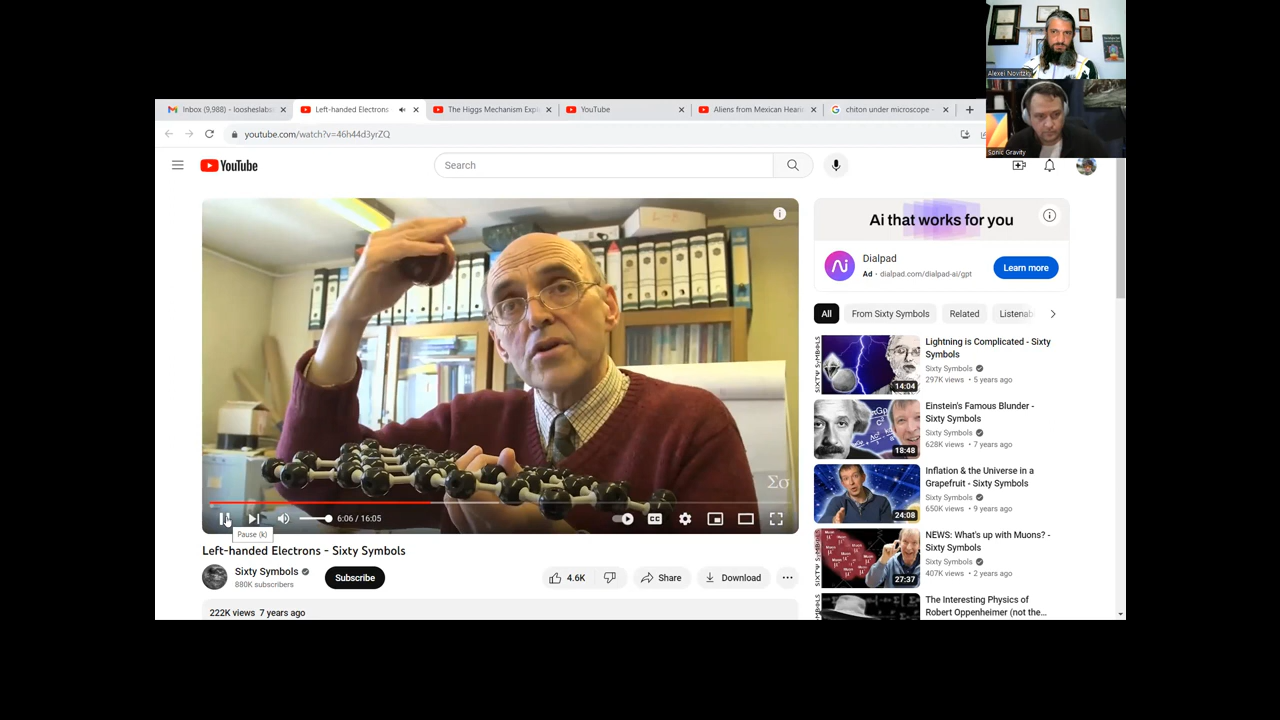 Alexei Novitzky
Sonic Gravity
Inbox (9,988) - loosheslabs
Left-handed Electrons
The Higgs Mechanism Expl
YouTube
Aliens from Mexican Hear
chiton under microscope -
youtube.com/watch?v=46h44d3yrZQ
YouTube
Search
Σσ
6:06 / 16:05
CC
Pause (k)
Left-handed Electrons - Sixty Symbols
Sixty Symbols
880K subscribers
Subscribe
4.6K
Share
Download
222K views 7 years ago
Ai that works for you
Ai
Dialpad
Ad · dialpad.com/dialpad-ai/gpt
Learn more
All
From Sixty Symbols
Related
Listenab
SIXTY SYMBOLS
14:04
Lightning is Complicated - Sixty
Symbols
Sixty Symbols
297K views • 5 years ago
18:48
Einstein's Famous Blunder -
Sixty Symbols
Sixty Symbols
628K views • 7 years ago
24:08
Inflation & the Universe in a
Grapefruit - Sixty Symbols
Sixty Symbols
650K views • 9 years ago
27:37
NEWS: What's up with Muons? -
Sixty Symbols
Sixty Symbols
407K views • 2 years ago
The Interesting Physics of
Robert Oppenheimer (not the...